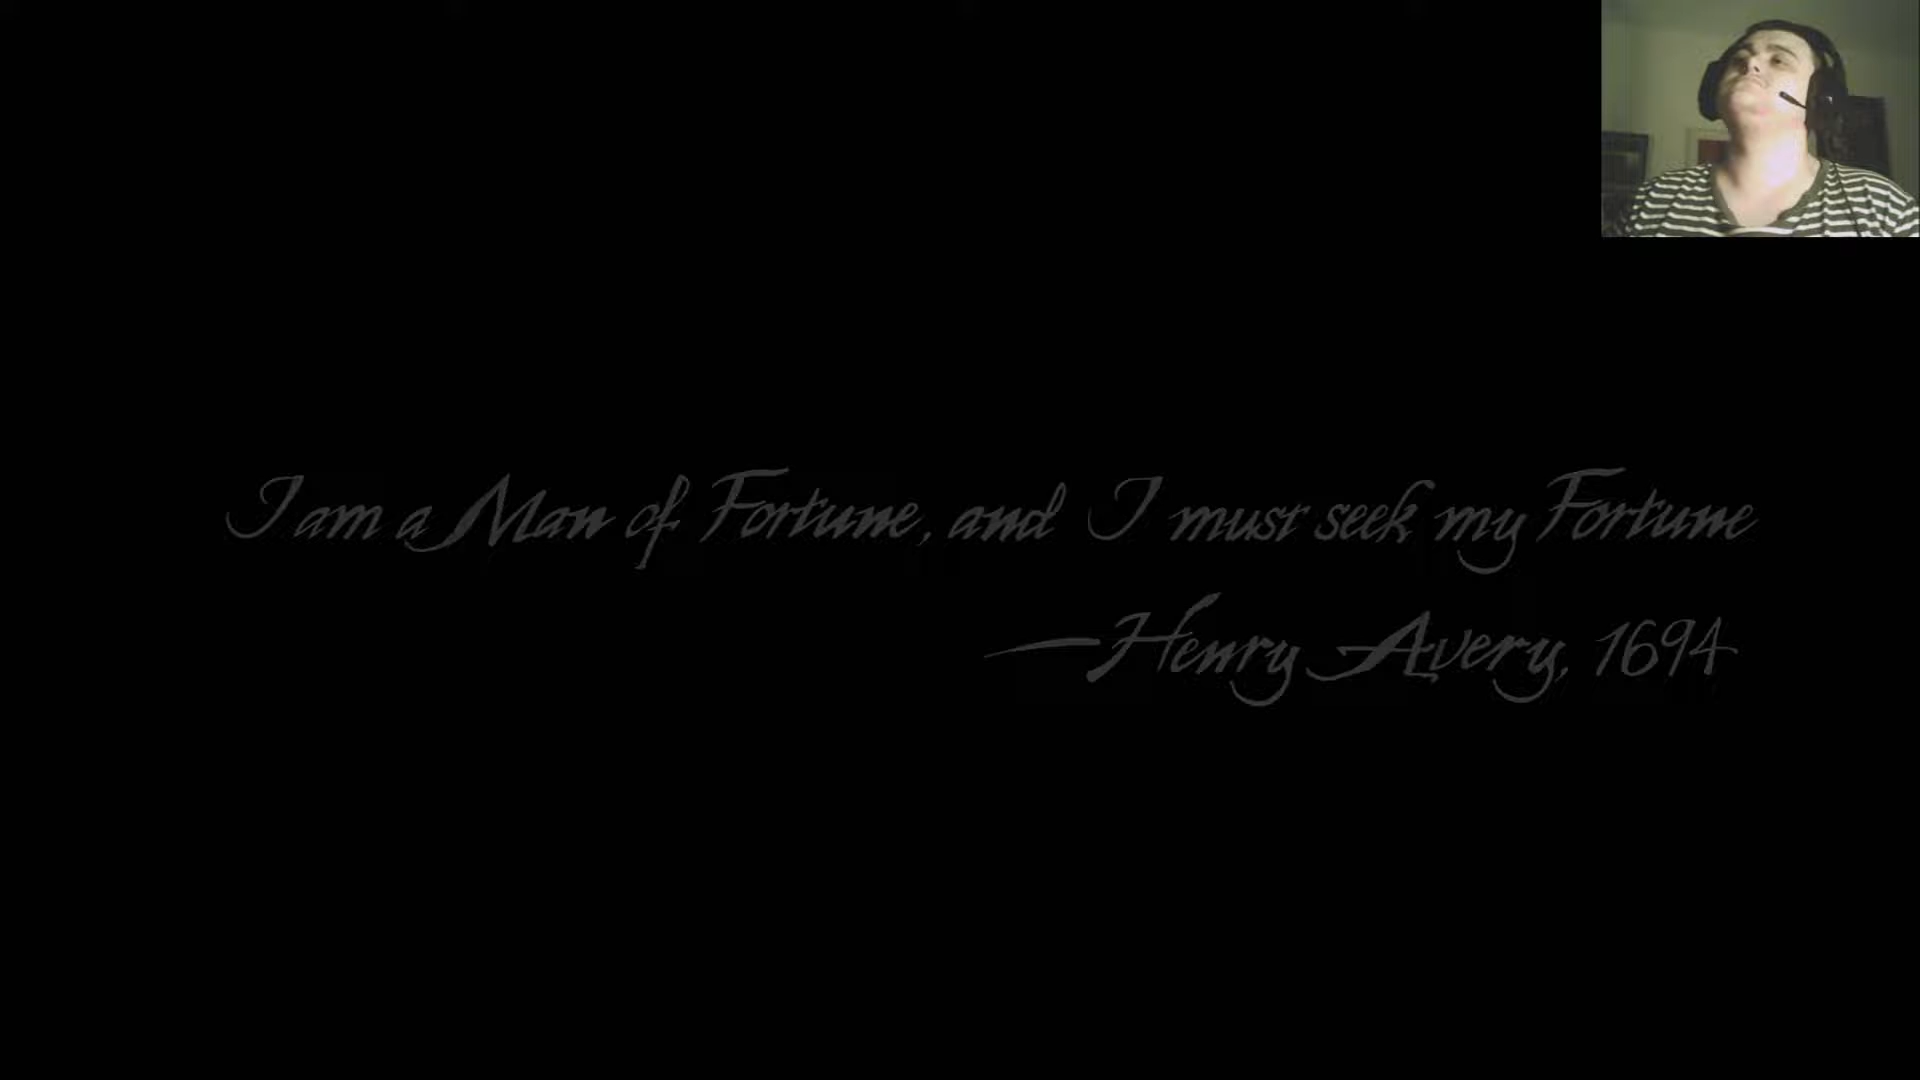 I am a Man of Fortune, and I must seek my Fortune
—Henry Avery, 1694